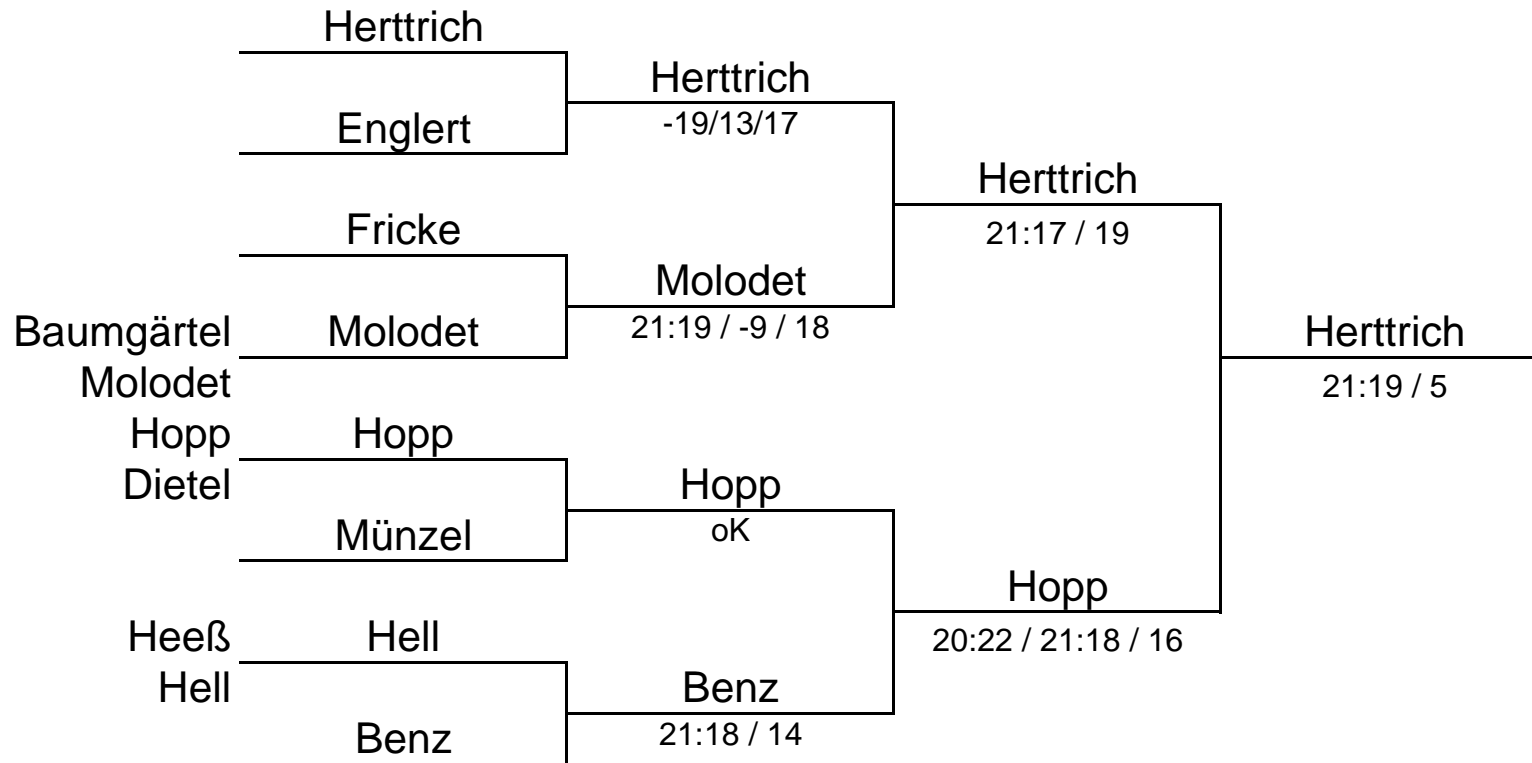 Herttrich
Herttrich
Englert
-19/13/17
Herttrich
Fricke
21:17 / 19
Molodet
Baumgärtel
Molodet
21:19 / -9 / 18
Herttrich
Molodet
21:19 / 5
Hopp
Hopp
Dietel
Hopp
Münzel
oK
Hopp
Heeß
Hell
20:22 / 21:18 / 16
Hell
Benz
Benz
21:18 / 14